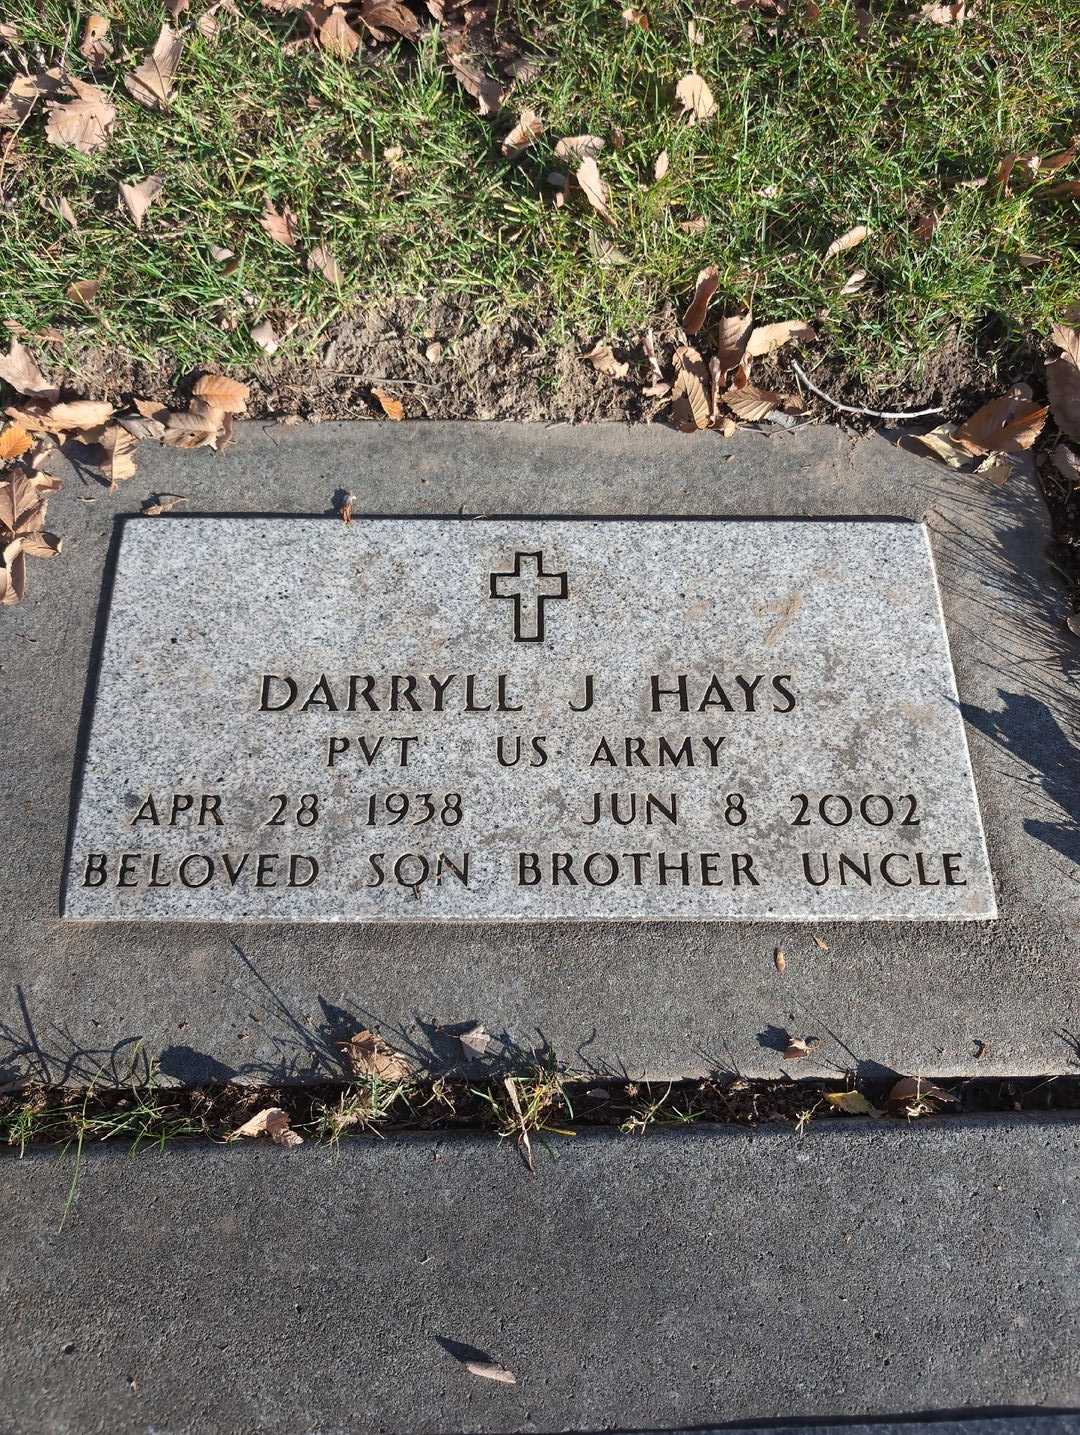 DARRYLL J HAYS
PVT US ARMY
APR 28 1938 JUN 8 2002
BELOVED SON BROTHER UNCLE